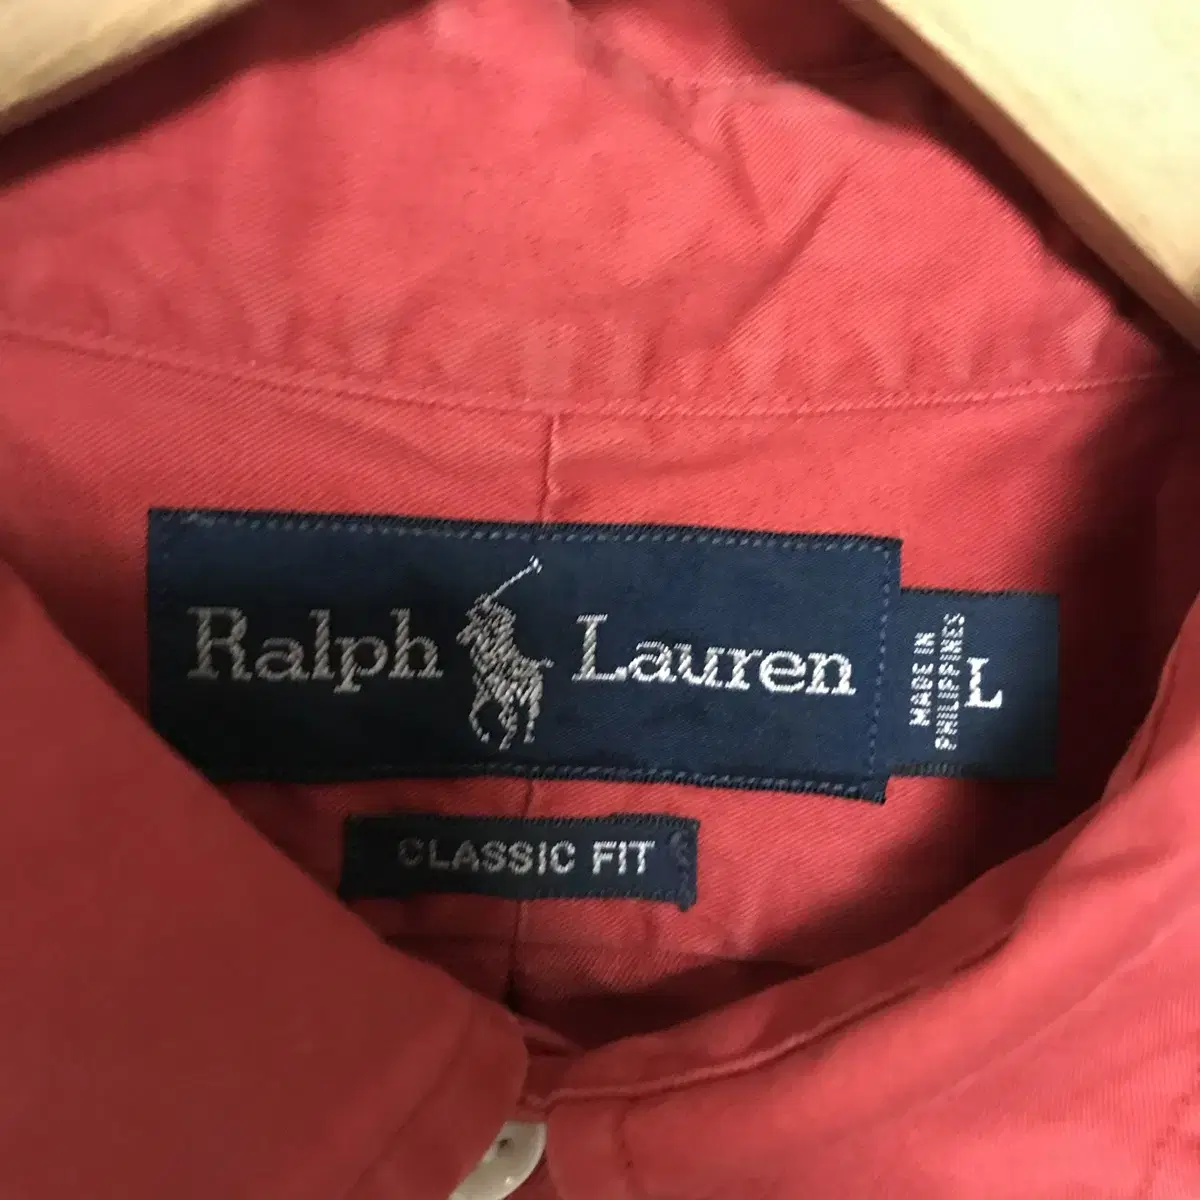 Ralph Lauren
MADE IN
PHILIPPINES
L
CLASSIC FIT